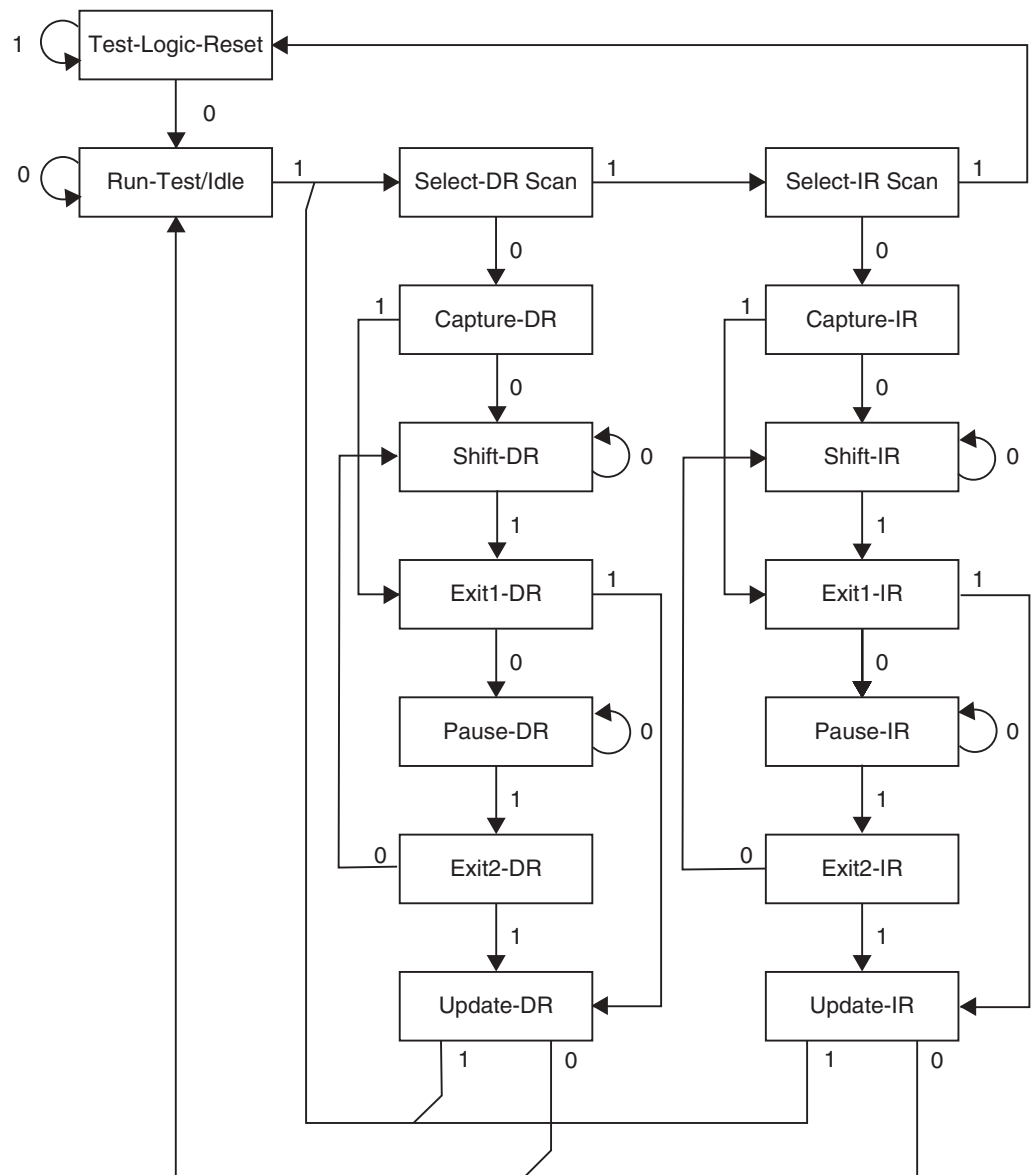 1
Test-Logic-Reset
0
0
Run-Test/Idle
1
Select-DR Scan
1
Select-IR Scan
1
0
0
1
Capture-DR
1
Capture-IR
0
0
Shift-DR
0
Shift-IR
0
1
1
Exit1-DR
1
Exit1-IR
1
0
0
Pause-DR
0
Pause-IR
0
1
1
0
Exit2-DR
0
Exit2-IR
1
1
Update-DR
Update-IR
1
0
1
0